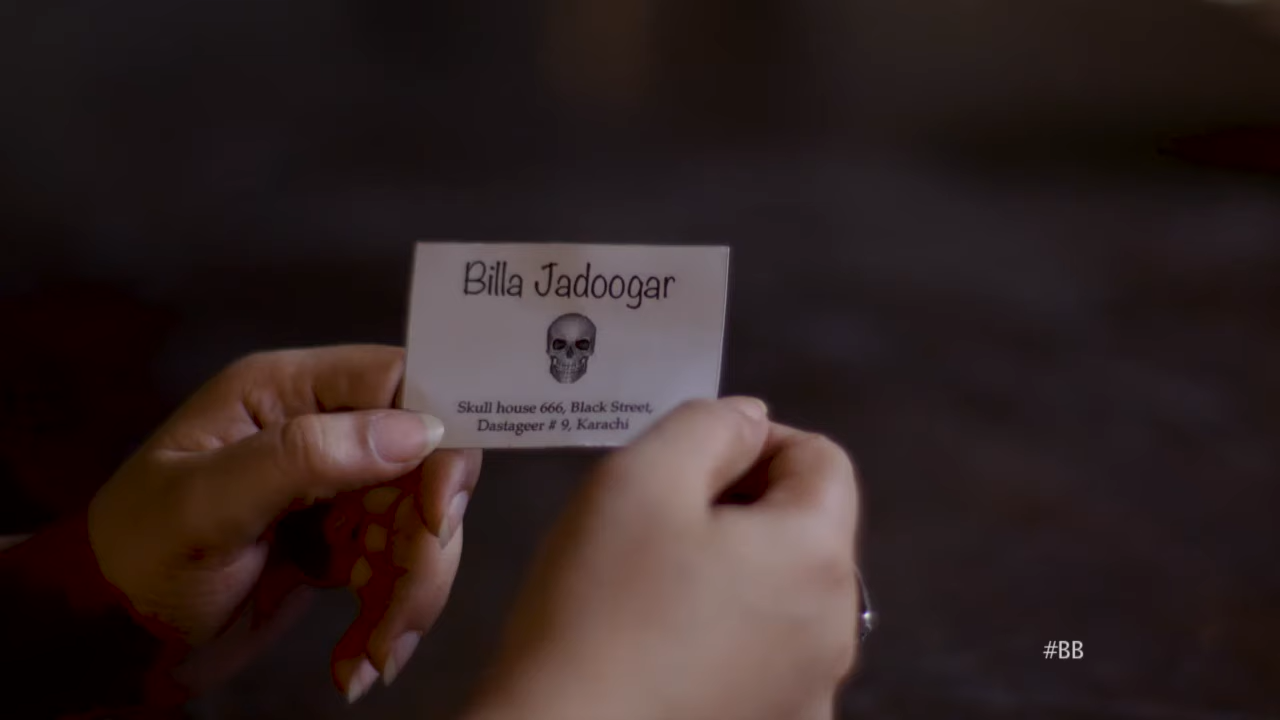 Billa Jadoogar
Skull house 666, Black Street,
Dastageer # 9, Karachi
#BB